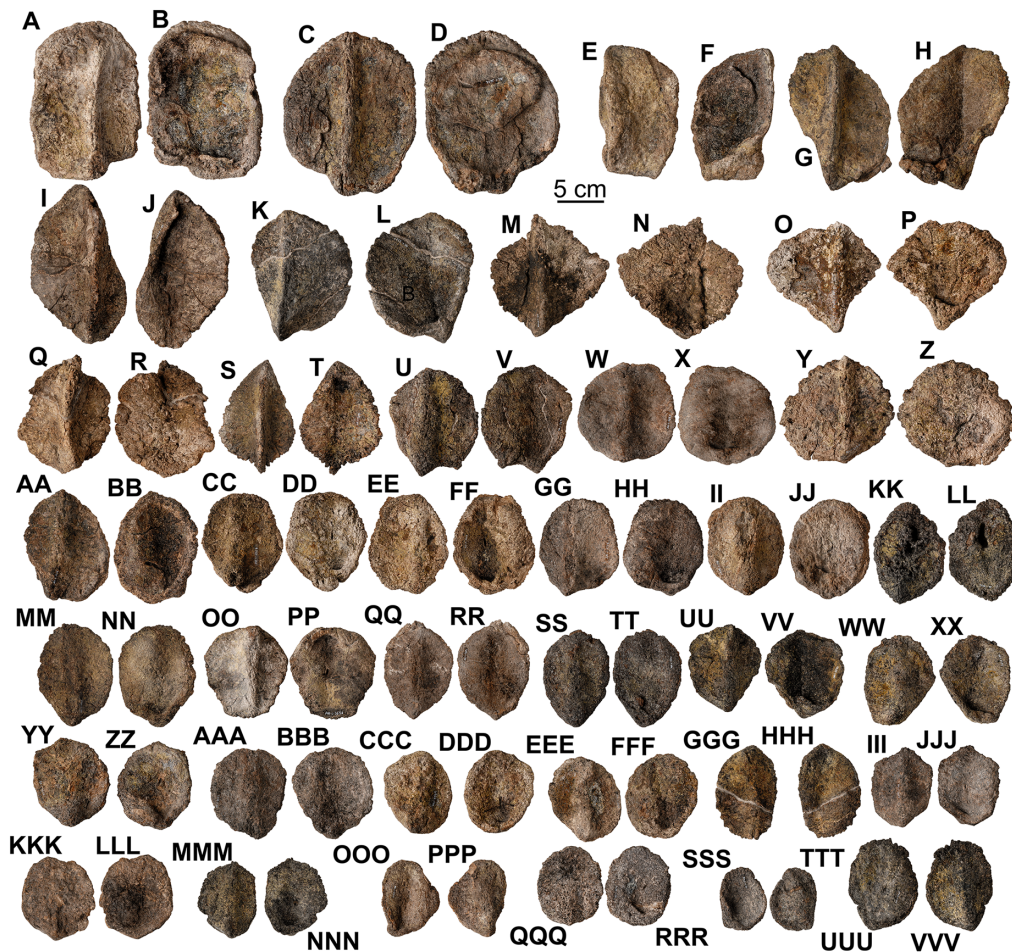 A B C D E F G H
5 cm
I J K L M N O P
B
Q R S T U V W X Y Z
AA BB CC DD EE FF GG HH II JJ KK LL
MM NN OO PP QQ RR SS TT UU VV WW XX
YY ZZ AAA BBB CCC DDD EEE FFF GGG HHH III JJJ
KKK LLL MMM NNN OOO PPP QQQ RRR SSS TTT UUU VVV